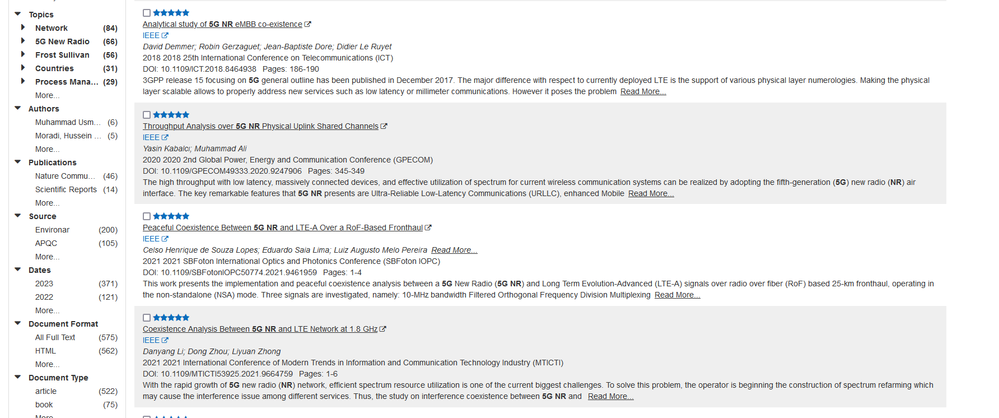 Topics
Network (84)
5G New Radio (66)
Frost Sullivan (56)
Countries (31)
Process Mana... (29)
More...
Authors
Muhammad Usm... (6)
Moradi, Hussein ... (5)
More...
Publications
Nature Commu... (46)
Scientific Reports (14)
More...
Source
Environar (200)
APQC (105)
More...
Dates
2023 (371)
2022 (121)
More...
Document Format
All Full Text (575)
HTML (562)
More...
Document Type
article (522)
book (75)
More...
Analytical study of 5G NR eMBB co-existence
IEEE
David Demmer; Robin Gerzaguet; Jean-Baptiste Dore; Didier Le Ruyet
2018 2018 25th International Conference on Telecommunications (ICT)
DOI: 10.1109/ICT.2018.8464938 Pages: 186-190
3GPP release 15 focusing on 5G general outline has been published in December 2017. The major difference with respect to currently deployed LTE is the support of various physical layer numerologies. Making the physical
layer scalable allows to properly address new services such as low latency or millimeter communications. However it poses the problem Read More...
Throughput Analysis over 5G NR Physical Uplink Shared Channels
IEEE
Yasin Kabalcı; Muhammad Ali
2020 2020 2nd Global Power, Energy and Communication Conference (GPECOM)
DOI: 10.1109/GPECOM49333.2020.9247906 Pages: 345-349
The high throughput with low latency, massively connected devices, and effective utilization of spectrum for current wireless communication systems can be realized by adopting the fifth-generation (5G) new radio (NR) air
interface. The key remarkable features that 5G NR presents are Ultra-Reliable Low-Latency Communications (URLLC), enhanced Mobile Read More...
Peaceful Coexistence Between 5G NR and LTE-A Over a RoF-Based Fronthaul
IEEE
Celso Henrique de Souza Lopes; Eduardo Saia Lima; Luiz Augusto Melo Pereira Read More...
2021 2021 SBFoton International Optics and Photonics Conference (SBFoton IOPC)
DOI: 10.1109/SBFotonIOPC50774.2021.9461959 Pages: 1-4
This work presents the implementation and peaceful coexistence analysis between a 5G New Radio (5G NR) and Long Term Evolution-Advanced (LTE-A) signals over radio over fiber (RoF) based 25-km fronthaul, operating in
the non-standalone (NSA) mode. Three signals are investigated, namely: 10-MHz bandwidth Filtered Orthogonal Frequency Division Multiplexing Read More...
Coexistence Analysis Between 5G NR and LTE Network at 1.8 GHz
IEEE
Danyang Li; Dong Zhou; Liyuan Zhong
2021 2021 International Conference of Modern Trends in Information and Communication Technology Industry (MTICTI)
DOI: 10.1109/MTICTI53925.2021.9664759 Pages: 1-6
With the rapid growth of 5G new radio (NR) network, efficient spectrum resource utilization is one of the current biggest challenges. To solve this problem, the operator is beginning the construction of spectrum refarming which
may cause the interference issue among different services. Thus, the study on interference coexistence between 5G NR and Read More...